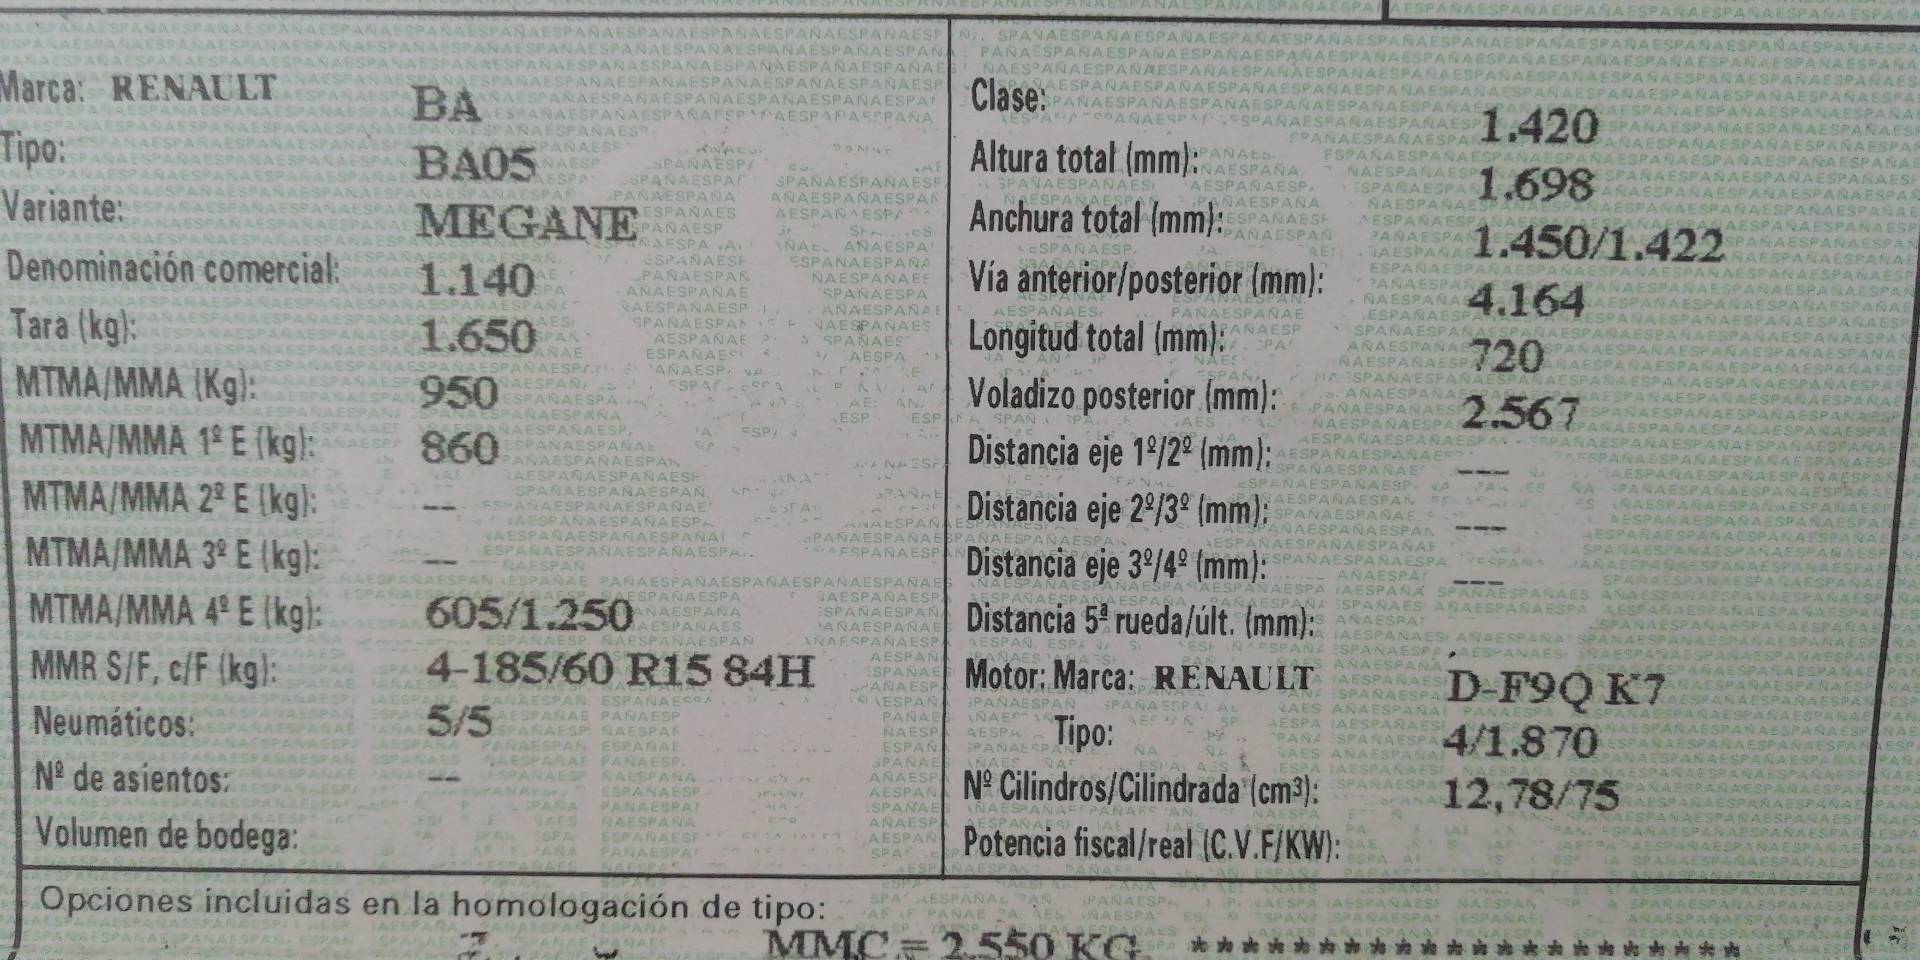 Marca: RENAULT
BA
Tipo:
BA05
Variante:
MEGANE
Denominación comercial:
1.140
Tara (kg):
1.650
MTMA/MMA (Kg):
950
MTMA/MMA 1º E (kg):
860
MTMA/MMA 2º E (kg):
--
MTMA/MMA 3º E (kg):
--
MTMA/MMA 4º E (kg):
605/1.250
MMR S/F, c/F (kg):
4-185/60 R15 84H
Neumáticos:
5/5
Nº de asientos:
--
Volumen de bodega:
Clase:
1.420
Altura total (mm):
1.698
Anchura total (mm):
1.450/1.422
Vía anterior/posterior (mm):
4.164
Longitud total (mm):
720
Voladizo posterior (mm):
2.567
Distancia eje 1º/2º (mm):
---
Distancia eje 2º/3º (mm):
---
Distancia eje 3º/4º (mm):
---
Distancia 5ª rueda/últ. (mm):
Motor: Marca: RENAULT
D-F9Q K7
Tipo:
4/1.870
Nº Cilindros/Cilindrada (cm³):
12,78/75
Potencia fiscal/real (C.V.F/KW):
Opciones incluidas en la homologación de tipo:
MMC = 2.550 KG. *********************